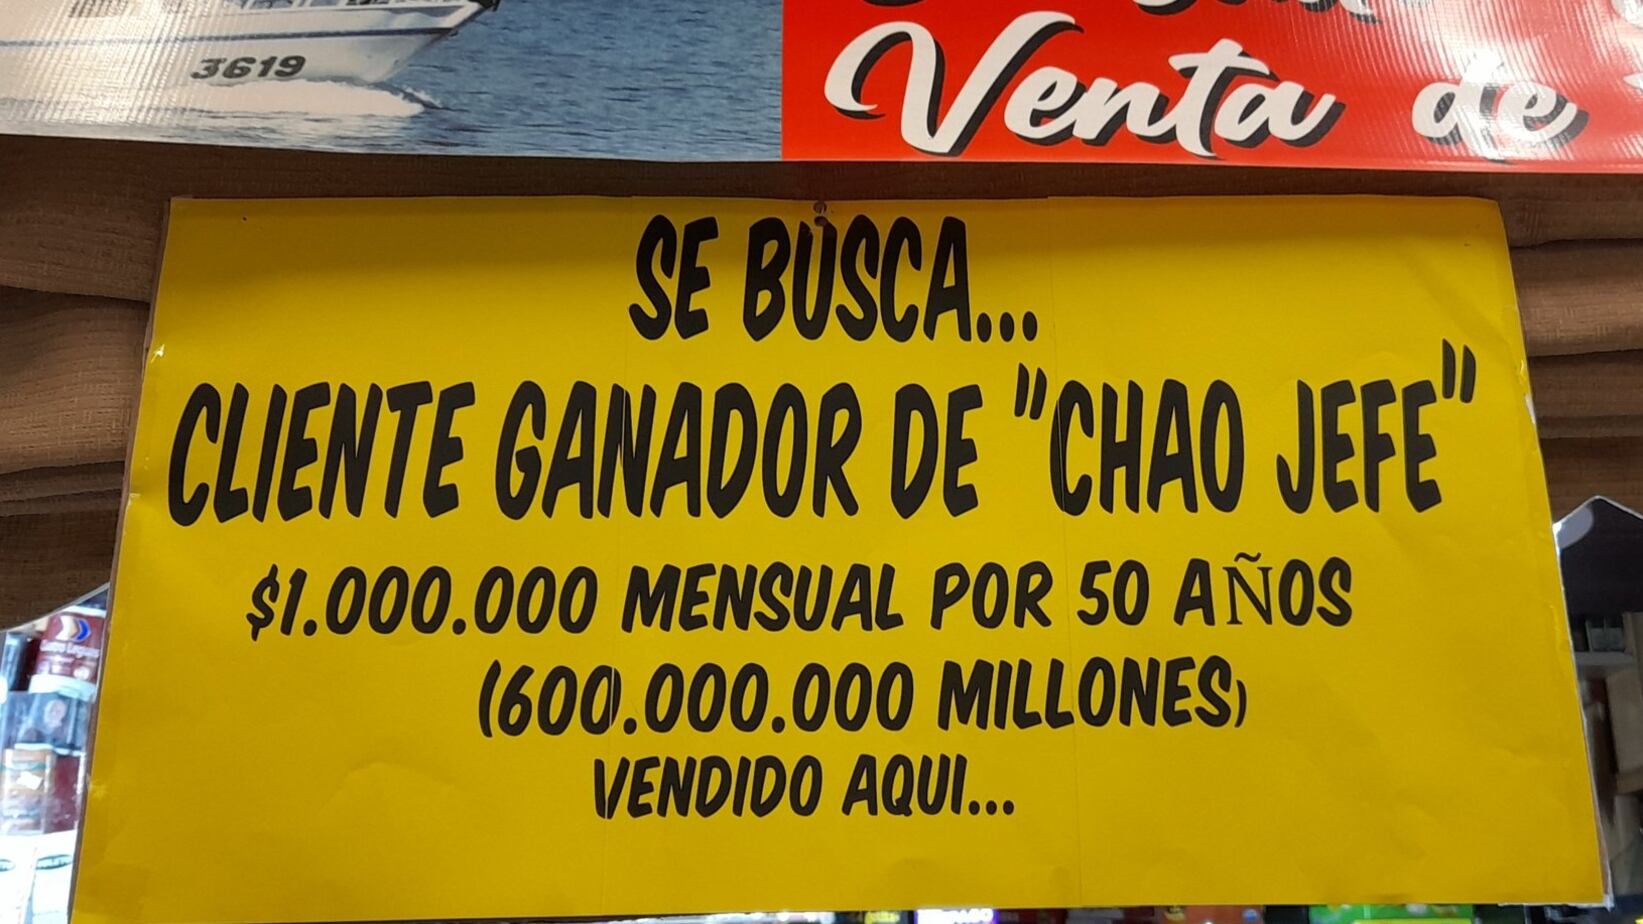 3619
Venta de
SE BUSCA...
CLIENTE GANADOR DE "CHAO JEFE"
$1.000.000 MENSUAL POR 50 AÑOS
(600.000.000 MILLONES)
VENDIDO AQUI...